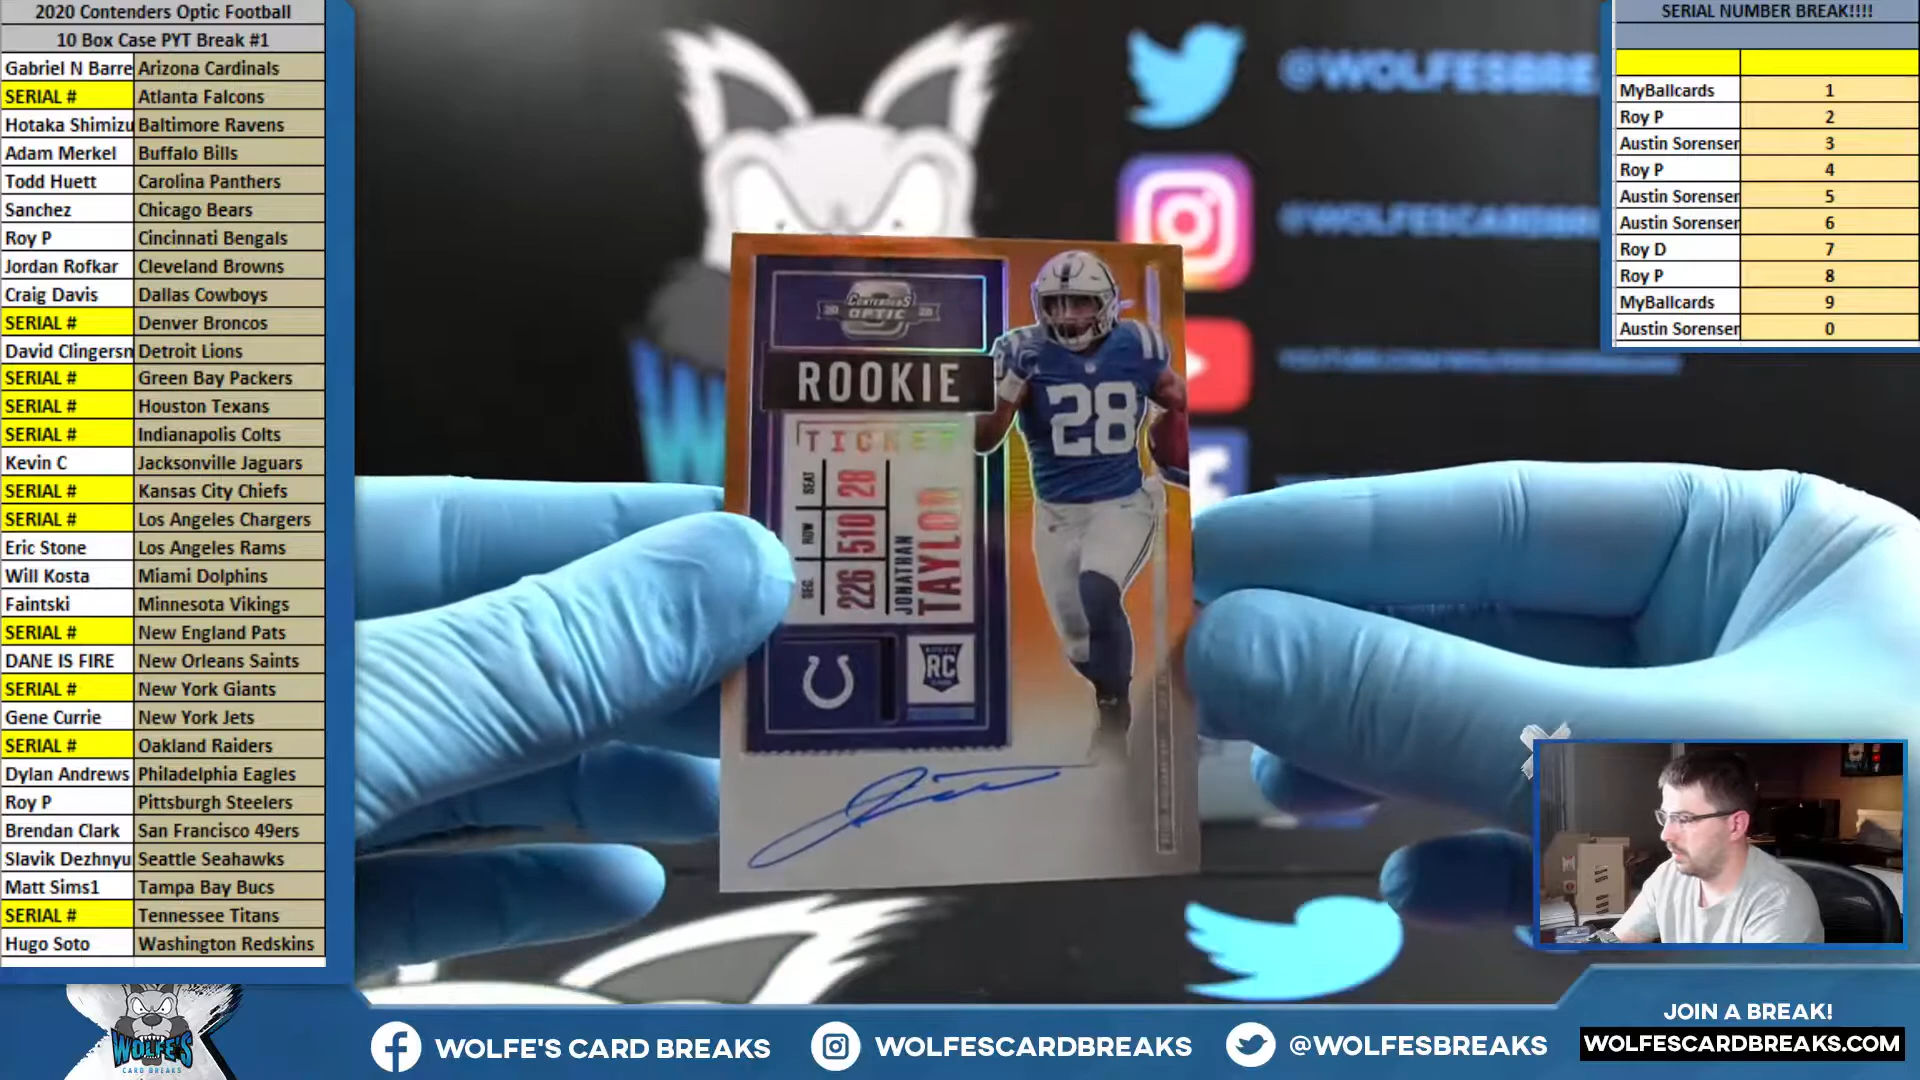 2020 Contenders Optic Football
10 Box Case PYT Break #1
Gabriel N Barre Arizona Cardinals
SERIAL # Atlanta Falcons
Hotaka Shimizu Baltimore Ravens
Adam Merkel Buffalo Bills
Todd Huett Carolina Panthers
Sanchez Chicago Bears
Roy P Cincinnati Bengals
Jordan Rofkar Cleveland Browns
Craig Davis Dallas Cowboys
SERIAL # Denver Broncos
David Clingersn Detroit Lions
SERIAL # Green Bay Packers
SERIAL # Houston Texans
SERIAL # Indianapolis Colts
Kevin C Jacksonville Jaguars
SERIAL # Kansas City Chiefs
SERIAL # Los Angeles Chargers
Eric Stone Los Angeles Rams
Will Kosta Miami Dolphins
Faintski Minnesota Vikings
SERIAL # New England Pats
DANE IS FIRE New Orleans Saints
SERIAL # New York Giants
Gene Currie New York Jets
SERIAL # Oakland Raiders
Dylan Andrews Philadelphia Eagles
Roy P Pittsburgh Steelers
Brendan Clark San Francisco 49ers
Slavik Dezhnyu Seattle Seahawks
Matt Sims1 Tampa Bay Bucs
SERIAL # Tennessee Titans
Hugo Soto Washington Redskins
@WOLFESBREA
@WOLFESCARDBR
CONTENDERS
20 OPTIC 20
ROOKIE
TICKET
SEAT 28
ROW 510
SEC. 226
JONATHAN
TAYLOR
28
RC
SERIAL NUMBER BREAK!!!!
MyBallcards 1
Roy P 2
Austin Sorenser 3
Roy P 4
Austin Sorenser 5
Austin Sorenser 6
Roy D 7
Roy P 8
MyBallcards 9
Austin Sorenser 0
WOLFE'S
CARD BREAKS
WOLFE'S CARD BREAKS
WOLFESCARDBREAKS
@WOLFESBREAKS
JOIN A BREAK!
WOLFESCARDBREAKS.COM